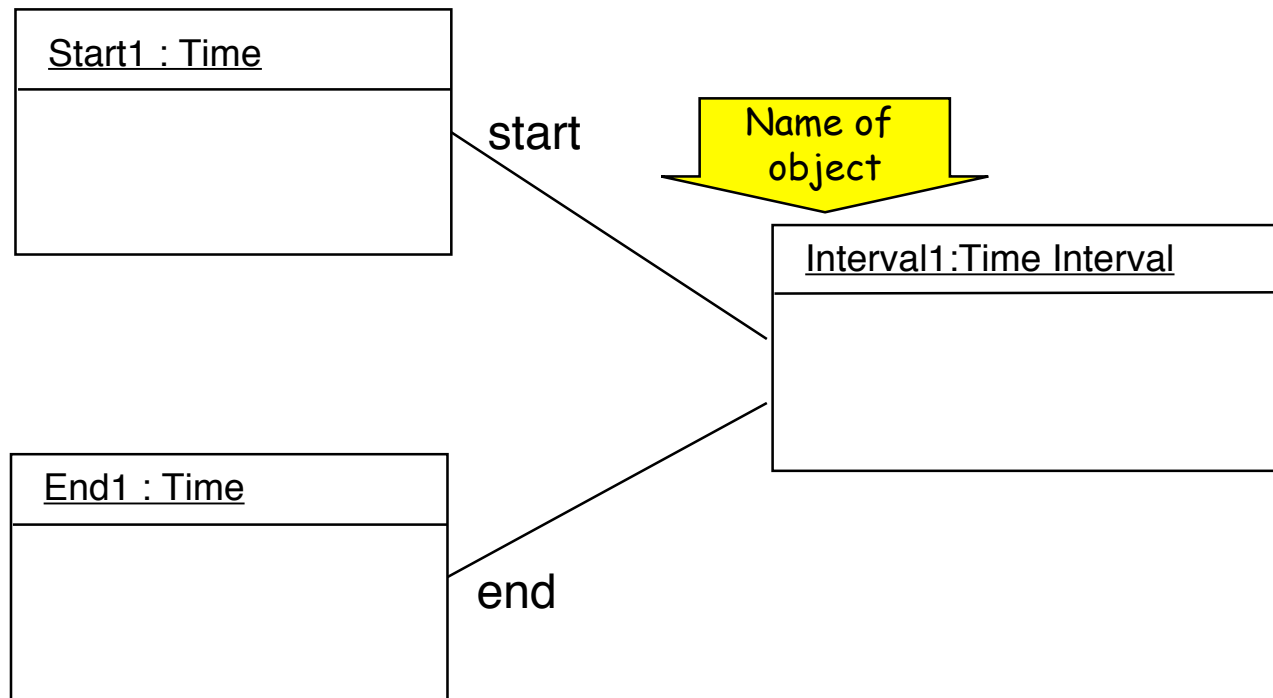 Start1 : Time
start
Name of
object
Interval1:Time Interval
End1 : Time
end